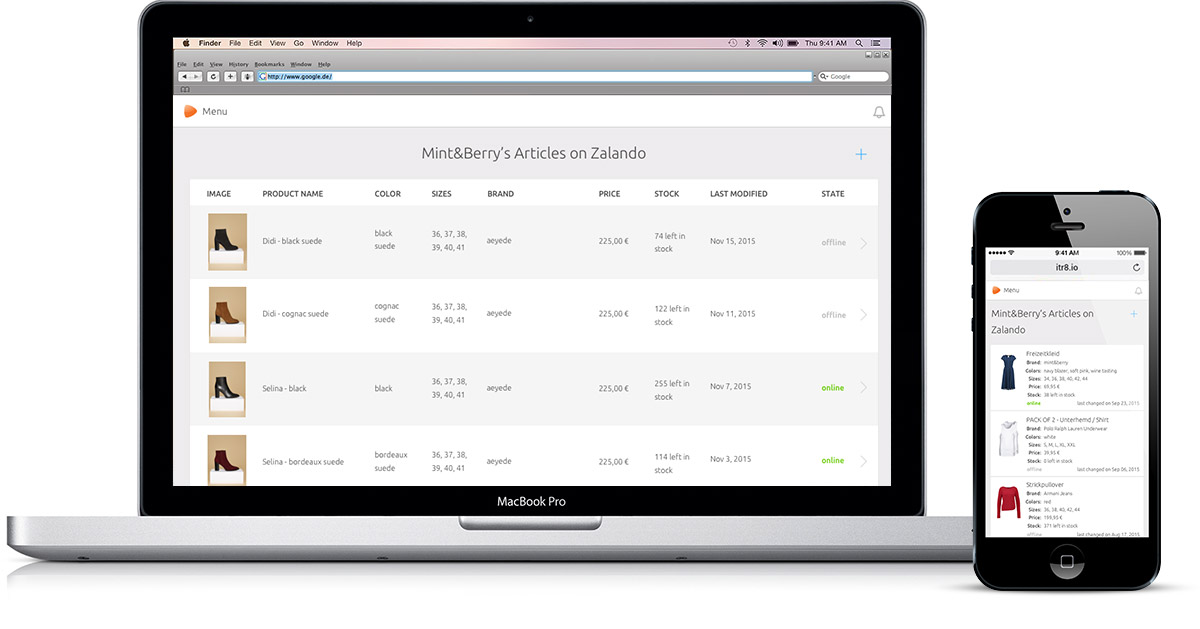 Finder File Edit View Go Window Help Thu 9:41 AM
File Edit View History Bookmarks Window Help
http://www.google.de/ Google
Menu
Mint&Berry’s Articles on Zalando +
IMAGE PRODUCT NAME COLOR SIZES BRAND PRICE STOCK LAST MODIFIED STATE
Didi - black suede black suede 36, 37, 38, 39, 40, 41 aeyede 225,00 € 74 left in stock Nov 15, 2015 offline
Didi - cognac suede cognac suede 36, 37, 38, 39, 40, 41 aeyede 225,00 € 122 left in stock Nov 11, 2015 offline
Selina - black black 36, 37, 38, 39, 40, 41 aeyede 225,00 € 255 left in stock Nov 7, 2015 online
Selina - bordeaux suede bordeaux suede 36, 37, 38, 39, 40, 41 aeyede 225,00 € 114 left in stock Nov 3, 2015 online
MacBook Pro
9:41 AM 100%
itr8.io
Menu
Mint&Berry’s Articles on +
Zalando
Freizeitkleid
Brand: mint&berry
Colors: navy blazer, soft pink, wine tasting
Sizes: 34, 36, 38, 40, 42, 44
Price: 69,95 €
Stock: 38 left in stock
online last changed on Sep 23, 2015
PACK OF 2 - Unterhemd / Shirt
Brand: Polo Ralph Lauren Underwear
Colors: white
Sizes: S, M, L, XL, XXL
Price: 39,95 €
Stock: 0 left in stock
offline last changed on Sep 06, 2015
Strickpullover
Brand: Armani Jeans
Colors: red
Sizes: 36, 38, 40, 42, 44
Price: 199,95 €
Stock: 371 left in stock
offline last changed on Aug 17, 2015